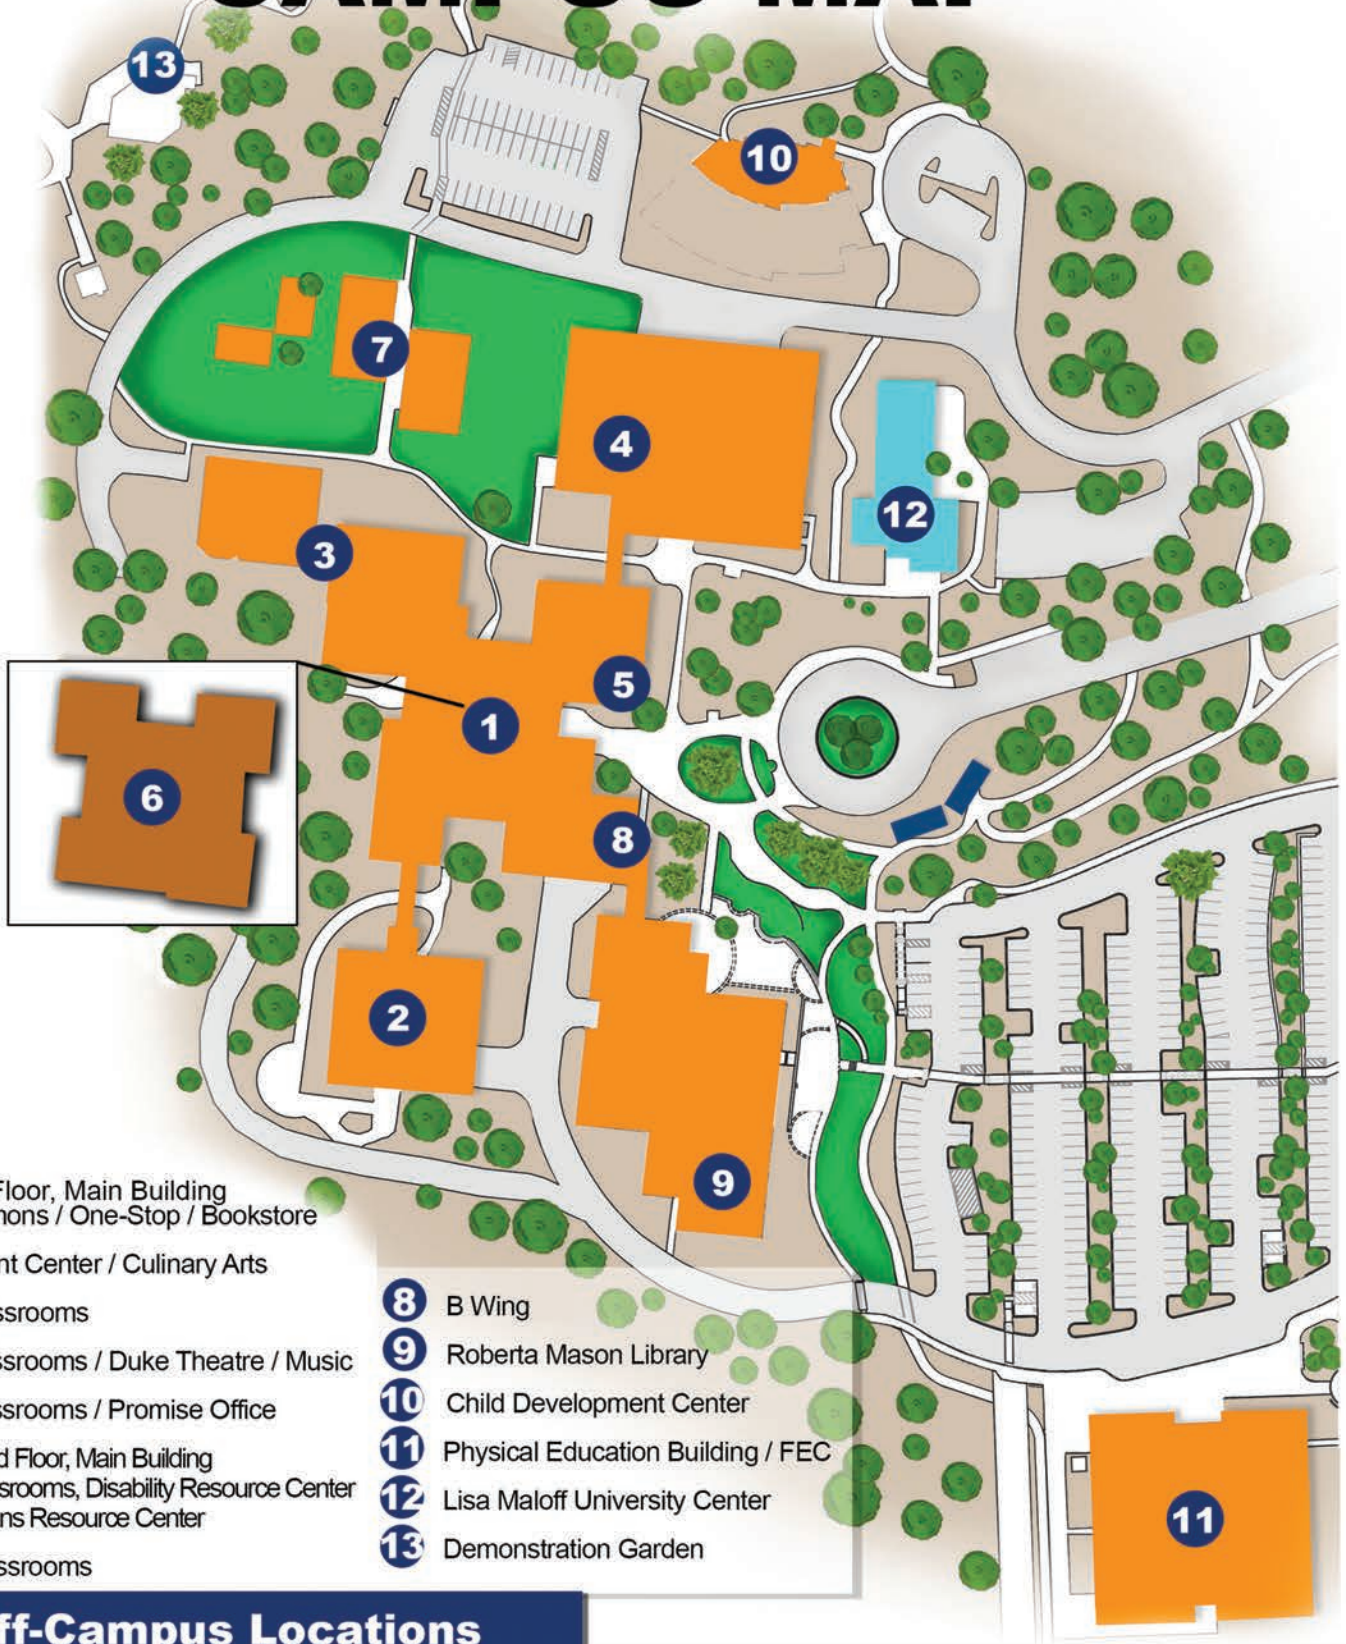 CAMPUS MAP
13
10
7
4
12
3
5
1
6
8
2
9
11
Floor, Main Building
mons / One-Stop / Bookstore
nt Center / Culinary Arts
ssrooms
ssrooms / Duke Theatre / Music
ssrooms / Promise Office
d Floor, Main Building
srooms, Disability Resource Center
ns Resource Center
ssrooms
8 B Wing
9 Roberta Mason Library
10 Child Development Center
11 Physical Education Building / FEC
12 Lisa Maloff University Center
13 Demonstration Garden
ff-Campus Locations